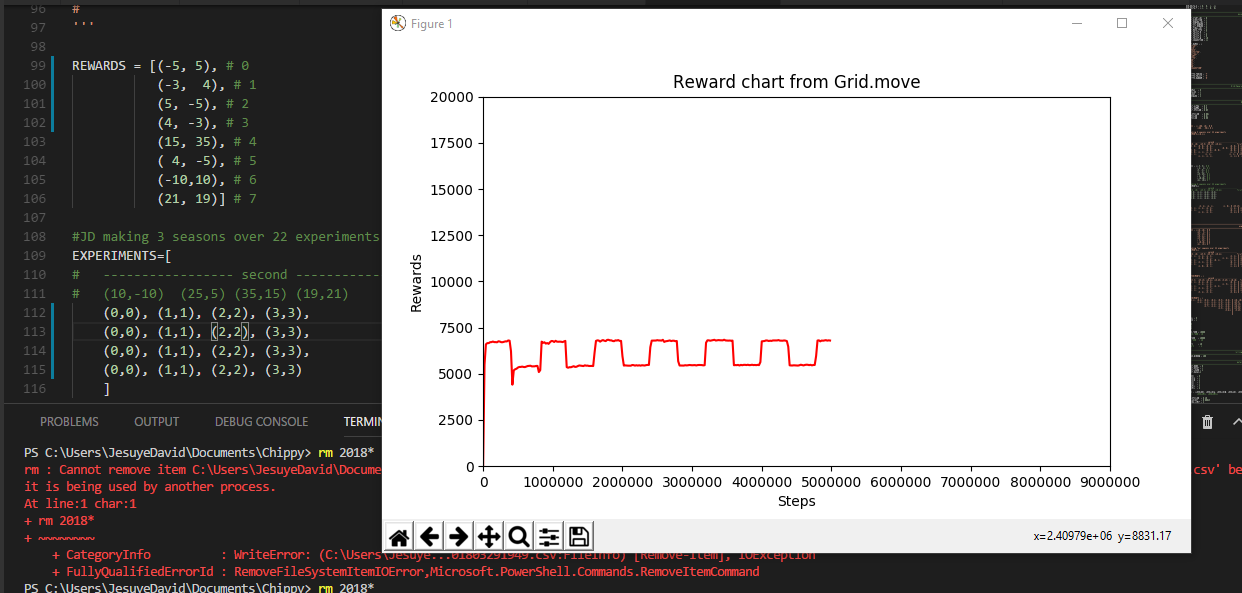 96 #
97 '''
98
99 REWARDS = [(-5, 5), # 0
100 (-3,  4), # 1
101 (5, -5), # 2
102 (4, -3), # 3
103 (15, 35), # 4
104 ( 4, -5), # 5
105 (-10,10), # 6
106 (21, 19)] # 7
107
108 #JD making 3 seasons over 22 experiments
109 EXPERIMENTS=[
110 #   ----------------- second -----------
111 #   (10,-10)  (25,5) (35,15) (19,21)
112 (0,0), (1,1), (2,2), (3,3),
113 (0,0), (1,1), (2,2), (3,3),
114 (0,0), (1,1), (2,2), (3,3),
115 (0,0), (1,1), (2,2), (3,3)
116 ]
Figure 1
Reward chart from Grid.move
20000
17500
15000
12500
10000
7500
5000
2500
0
Rewards
0 1000000 2000000 3000000 4000000 5000000 6000000 7000000 8000000 9000000
Steps
x=2.40979e+06 y=8831.17
PROBLEMS OUTPUT DEBUG CONSOLE TERMIN
PS C:\Users\JesuyeDavid\Documents\Chippy> rm 2018*
rm : Cannot remove item C:\Users\JesuyeDavid\Docume csv' be
it is being used by another process.
At line:1 char:1
+ rm 2018*
+ ~~~~~~~~
+ CategoryInfo          : WriteError: (C:\Users\Jesuye...01803291949.csv:FileInfo) [Remove-Item], IOException
+ FullyQualifiedErrorId : RemoveFileSystemItemIOError,Microsoft.PowerShell.Commands.RemoveItemCommand
PS C:\Users\JesuyeDavid\Documents\Chippy> rm 2018*